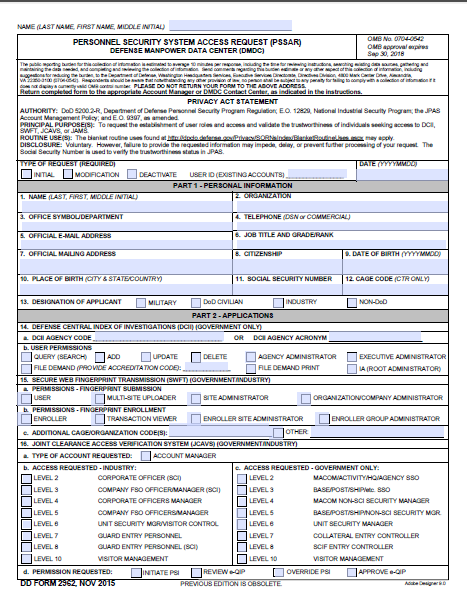 NAME (LAST NAME, FIRST NAME, MIDDLE INITIAL)
PERSONNEL SECURITY SYSTEM ACCESS REQUEST (PSSAR)
DEFENSE MANPOWER DATA CENTER (DMDC)
OMB No. 0704-0542
OMB approval expires
Sep 30, 2018
The public reporting burden for this collection of information is estimated to average 10 minutes per response, including the time for reviewing instructions, searching existing data sources, gathering and
maintaining the data needed, and completing and reviewing the collection of information. Send comments regarding this burden estimate or any other aspect of this collection of information, including
suggestions for reducing the burden, to the Department of Defense, Washington Headquarters Services, Executive Services Directorate, Directives Division, 4800 Mark Center Drive, Alexandria,
VA 22350-3100 (0704-0542). Respondents should be aware that notwithstanding any other provision of law, no person shall be subject to any penalty for failing to comply with a collection of information if it
does not display a currently valid OMB control number. PLEASE DO NOT RETURN YOUR FORM TO THE ABOVE ADDRESS.
Return completed form to the appropriate Account Manager or DMDC Contact Center, as indicated in the instructions.
PRIVACY ACT STATEMENT
AUTHORITY: DoD 5200.2-R, Department of Defense Personnel Security Program Regulation; E.O. 12829, National Industrial Security Program; the JPAS
Account Management Policy; and E.O. 9397, as amended.
PRINCIPAL PURPOSE(S): To request the establishment of user roles and access and validate the trustworthiness of individuals seeking access to DCII,
SWFT, JCAVS, or JAMS.
ROUTINE USE(S): The blanket routine uses found at http://dpclo.defense.gov/Privacy/SORNsIndex/BlanketRoutineUses.aspx may apply.
DISCLOSURE: Voluntary. However, failure to provide the requested information may impede, delay, or prevent further processing of your request. The
Social Security Number is used to verify the trustworthiness status in JPAS.
TYPE OF REQUEST (REQUIRED)
DATE (YYYYMMDD)
INITIAL MODIFICATION DEACTIVATE USER ID (EXISTING ACCOUNTS)
PART 1 - PERSONAL INFORMATION
1. NAME (LAST, FIRST, MIDDLE INITIAL) 2. ORGANIZATION
3. OFFICE SYMBOL/DEPARTMENT 4. TELEPHONE (DSN or COMMERCIAL)
5. OFFICIAL E-MAIL ADDRESS 6. JOB TITLE AND GRADE/RANK
7. OFFICIAL MAILING ADDRESS 8. CITIZENSHIP 9. DATE OF BIRTH (YYYYMMDD)
10. PLACE OF BIRTH (CITY & STATE/COUNTRY) 11. SOCIAL SECURITY NUMBER 12. CAGE CODE (CTR ONLY)
13. DESIGNATION OF APPLICANT MILITARY DoD CIVILIAN INDUSTRY NON-DoD
PART 2 - APPLICATIONS
14. DEFENSE CENTRAL INDEX OF INVESTIGATIONS (DCII) (GOVERNMENT ONLY)
a. DCII AGENCY CODE OR DCII AGENCY ACRONYM
b. USER PERMISSIONS
QUERY (SEARCH) ADD UPDATE DELETE AGENCY ADMINISTRATOR EXECUTIVE ADMINISTRATOR
FILE DEMAND (PROVIDE ACCREDITATION CODE) FILE DEMAND PRINT IA (ROOT ADMINISTRATOR)
15. SECURE WEB FINGERPRINT TRANSMISSION (SWFT) (GOVERNMENT/INDUSTRY)
a. PERMISSIONS - FINGERPRINT SUBMISSION
USER MULTI-SITE UPLOADER SITE ADMINISTRATOR ORGANIZATION/COMPANY ADMINISTRATOR
b. PERMISSIONS - FINGERPRINT ENROLLMENT
ENROLLER TRANSACTION VIEWER ENROLLER SITE ADMINISTRATOR ENROLLER GROUP ADMINISTRATOR
c. ADDITIONAL CAGE/ORGANIZATION CODE(S): OTHER:
16. JOINT CLEARANCE ACCESS VERIFICATION SYSTEM (JCAVS) (GOVERNMENT/INDUSTRY)
a. TYPE OF ACCOUNT REQUESTED: ACCOUNT MANAGER
b. ACCESS REQUESTED - INDUSTRY: c. ACCESS REQUESTED - GOVERNMENT ONLY:
LEVEL 2 CORPORATE OFFICER (SCI) LEVEL 2 MACOM/ACTIVITY/HQ/AGENCY SSO
LEVEL 3 COMPANY FSO OFFICER/MANAGER (SCI) LEVEL 3 BASE/POST/SHIP/etc. SSO
LEVEL 4 CORPORATE OFFICERS MANAGER LEVEL 4 MACOM NON-SCI SECURITY MANAGER
LEVEL 5 COMPANY FSO OFFICERS/MANAGER LEVEL 5 BASE/POST/SHIP/NON-SCI SECURITY MGR.
LEVEL 6 UNIT SECURITY MGR/VISITOR CONTROL LEVEL 6 UNIT SECURITY MANAGER
LEVEL 7 GUARD ENTRY PERSONNEL LEVEL 7 COLLATERAL ENTRY CONTROLLER
LEVEL 8 GUARD ENTRY PERSONNEL (SCI) LEVEL 8 SCIF ENTRY CONTROLLER
LEVEL 10 VISITOR MANAGEMENT LEVEL 10 VISITOR MANAGEMENT
d. PERMISSION REQUESTED: INITIATE PSI REVIEW e-QIP OVERRIDE PSI APPROVE e-QIP
DD FORM 2962, NOV 2015 PREVIOUS EDITION IS OBSOLETE. Adobe Designer 9.0